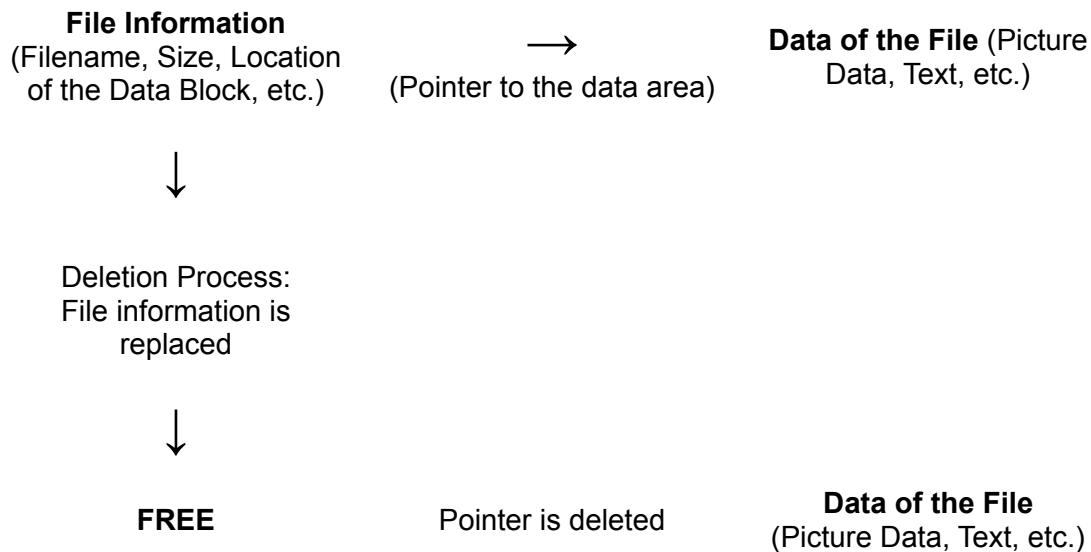 File Information
(Filename, Size, Location
of the Data Block, etc.)
→
(Pointer to the data area)
Data of the File (Picture
Data, Text, etc.)
↓
Deletion Process:
File information is
replaced
↓
FREE
Pointer is deleted
Data of the File
(Picture Data, Text, etc.)